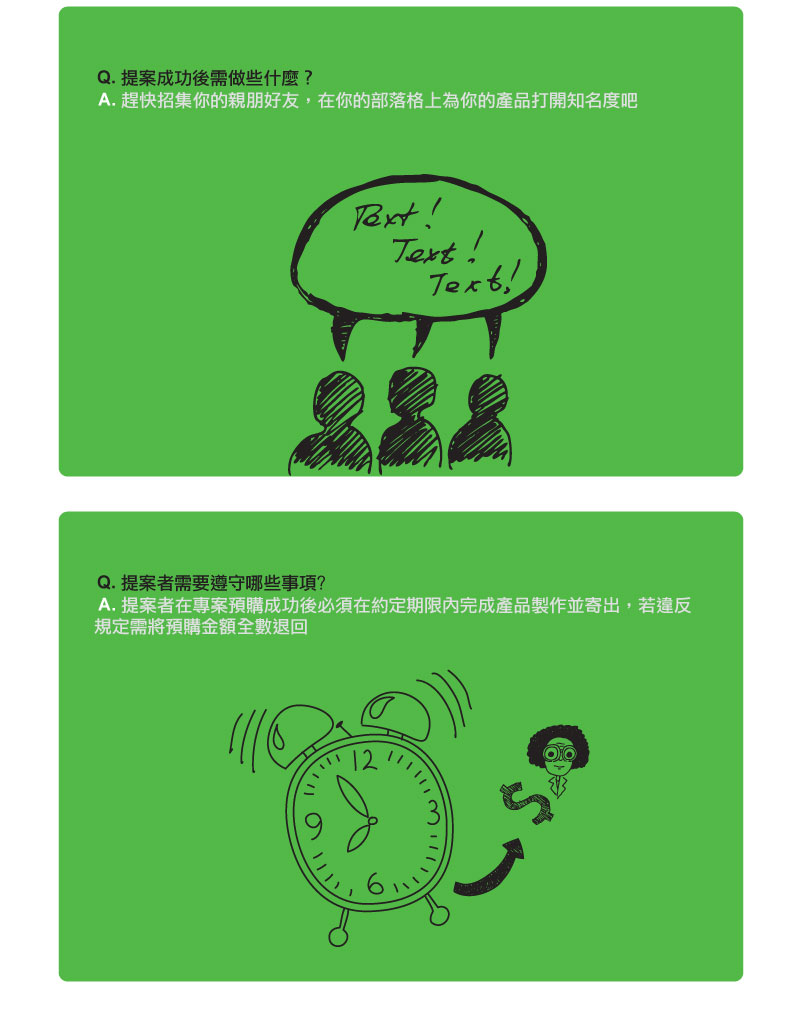 Q. 提案成功後需做些什麼？
A. 趕快招集你的親朋好友，在你的部落格上為你的產品打開知名度吧
Text!
Text!
Text!
Q. 提案者需要遵守哪些事項?
A. 提案者在專案預購成功後必須在約定期限內完成產品製作並寄出，若違反
規定需將預購金額全數退回
12
3
9
6
$